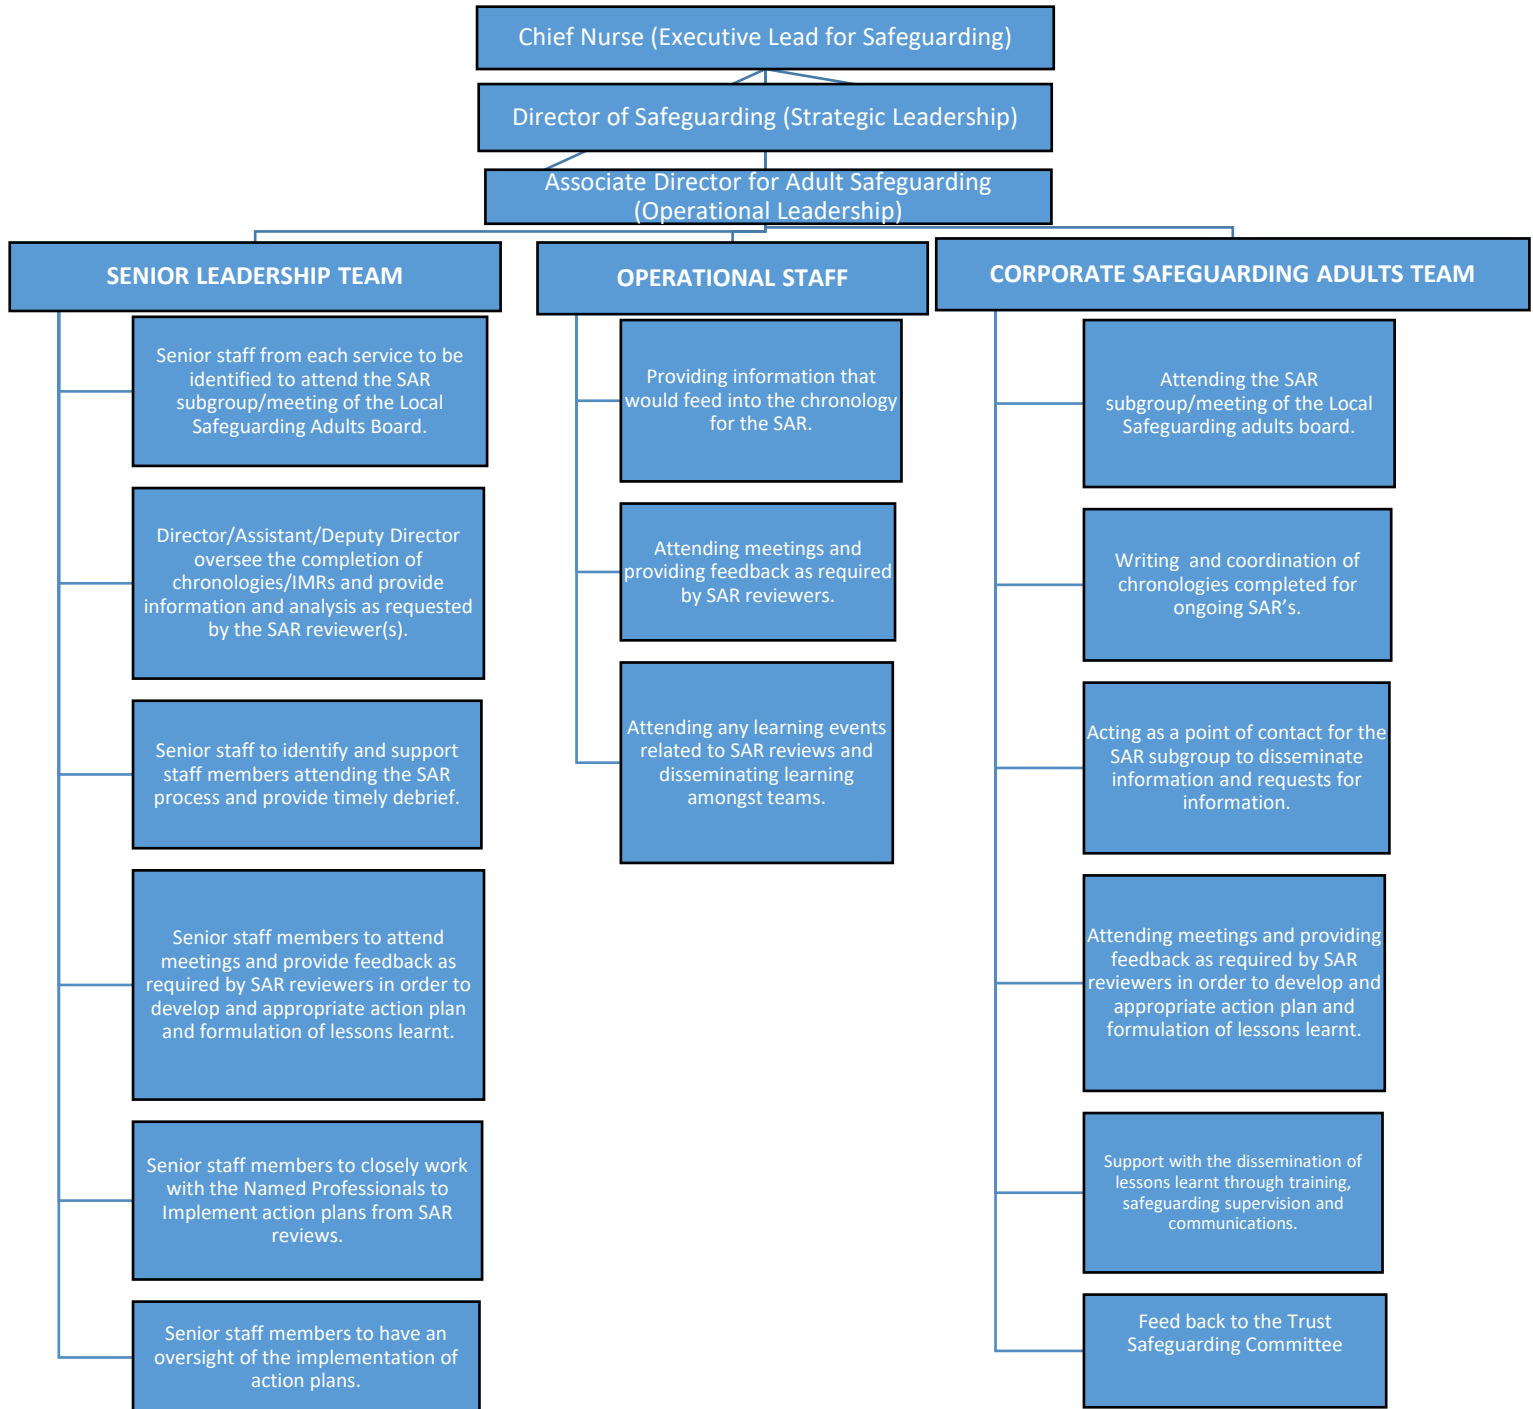 Chief Nurse (Executive Lead for Safeguarding)
Director of Safeguarding (Strategic Leadership)
Associate Director for Adult Safeguarding
(Operational Leadership)
SENIOR LEADERSHIP TEAM
Senior staff from each service to be
identified to attend the SAR
subgroup/meeting of the Local
Safeguarding Adults Board.
Director/Assistant/Deputy Director
oversee the completion of
chronologies/IMRs and provide
information and analysis as requested
by the SAR reviewer(s).
Senior staff to identify and support
staff members attending the SAR
process and provide timely debrief.
Senior staff members to attend
meetings and provide feedback as
required by SAR reviewers in order to
develop and appropriate action plan
and formulation of lessons learnt.
Senior staff members to closely work
with the Named Professionals to
Implement action plans from SAR
reviews.
Senior staff members to have an
oversight of the implementation of
action plans.
OPERATIONAL STAFF
Providing information that
would feed into the chronology
for the SAR.
Attending meetings and
providing feedback as required
by SAR reviewers.
Attending any learning events
related to SAR reviews and
disseminating learning
amongst teams.
CORPORATE SAFEGUARDING ADULTS TEAM
Attending the SAR
subgroup/meeting of the Local
Safeguarding adults board.
Writing  and coordination of
chronologies completed for
ongoing SAR’s.
Acting as a point of contact for the
SAR subgroup to disseminate
information and requests for
information.
Attending meetings and providing
feedback as required by SAR
reviewers in order to develop and
appropriate action plan and
formulation of lessons learnt.
Support with the dissemination of
lessons learnt through training,
safeguarding supervision and
communications.
Feed back to the Trust
Safeguarding Committee